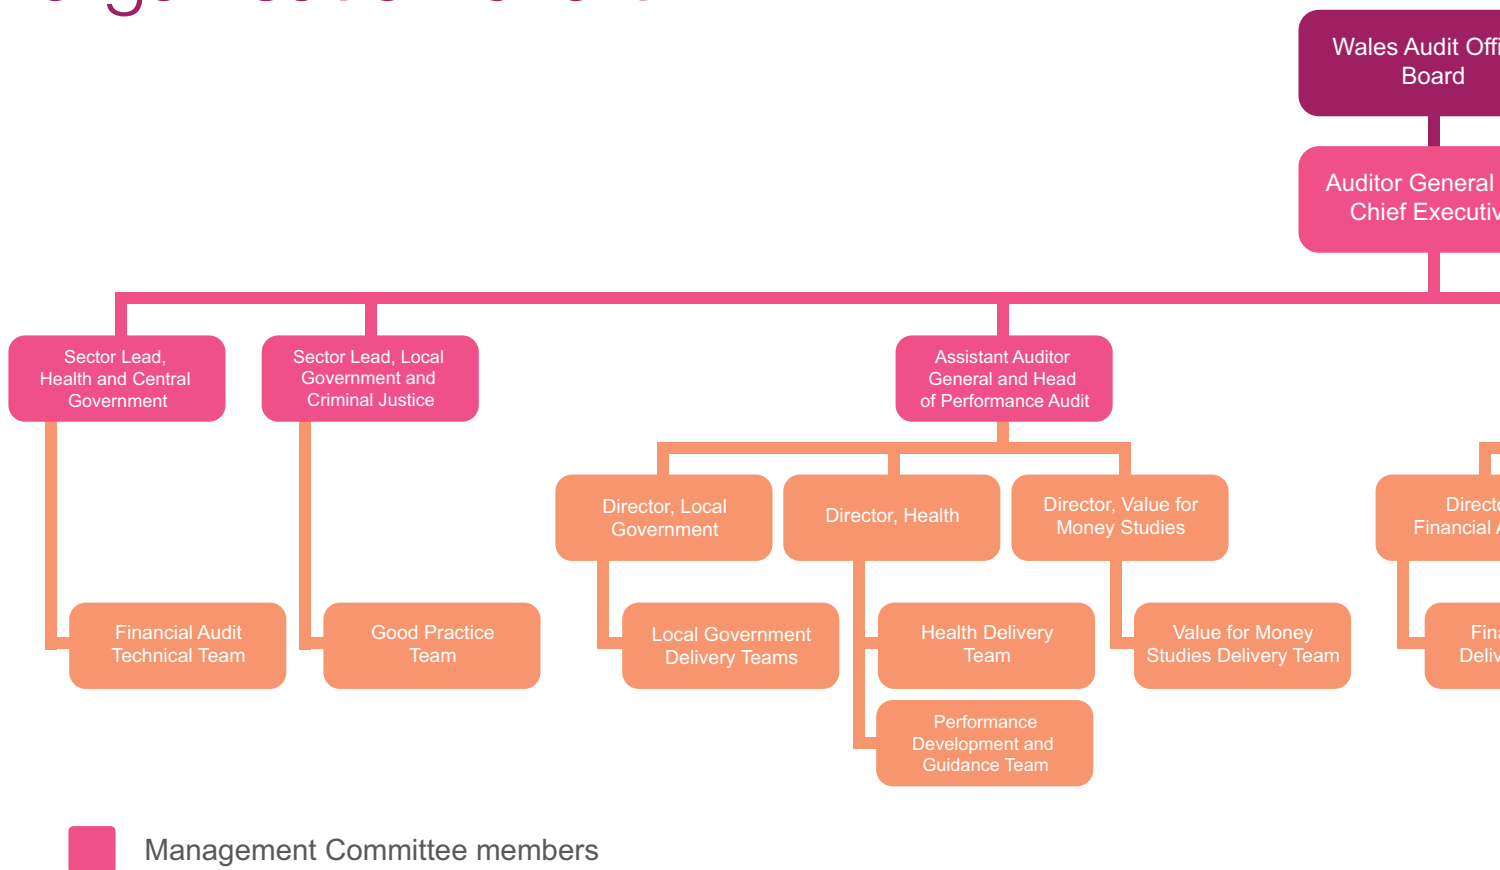 Wales Audit
Board
Auditor General
Chief
Sector Lead,
Health and Central
Government
Sector Lead, Local
Government and
Criminal Justice
Assistant Auditor
General and Head
of Performance Audit
Director, Local
Government
Director, Health
Director, Value for
Money Studies
Financial
Financial Audit
Technical Team
Good Practice
Team
Local Government
Delivery Teams
Health Delivery
Team
Value for Money
Studies Delivery Team
Performance
Development and
Guidance Team
Management Committee members